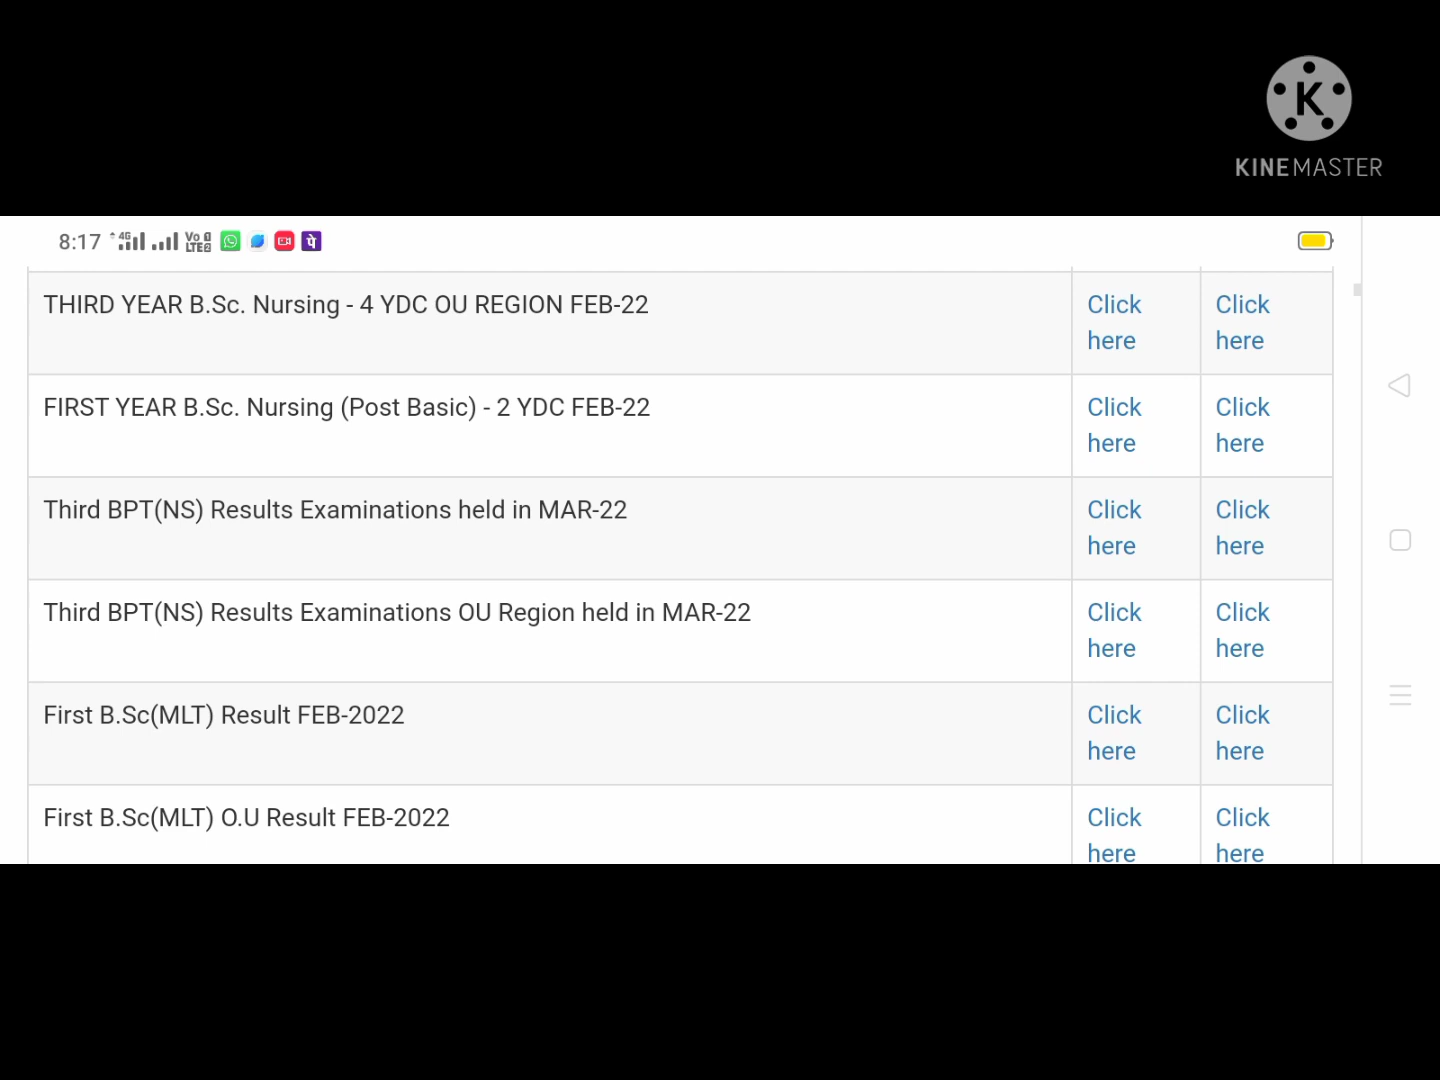 K
KINEMASTER
8:17 4G Vo LTE2
THIRD YEAR B.Sc. Nursing - 4 YDC OU REGION FEB-22 Click here Click here
FIRST YEAR B.Sc. Nursing (Post Basic) - 2 YDC FEB-22 Click here Click here
Third BPT(NS) Results Examinations held in MAR-22 Click here Click here
Third BPT(NS) Results Examinations OU Region held in MAR-22 Click here Click here
First B.Sc(MLT) Result FEB-2022 Click here Click here
First B.Sc(MLT) O.U Result FEB-2022 Click here Click here